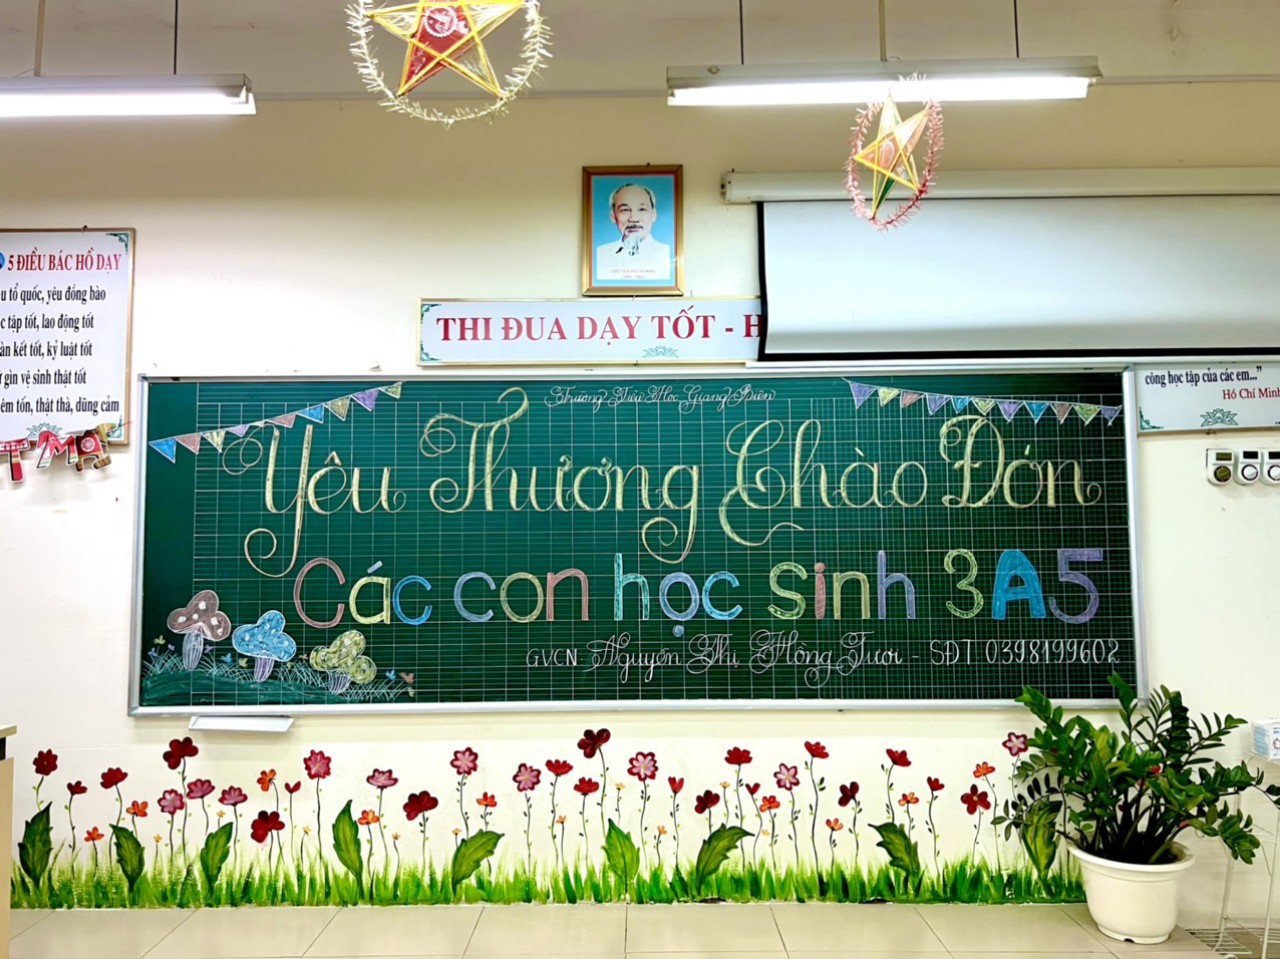 5 ĐIỀU BÁC HỒ DẠY
u tổ quốc, yêu đồng bào
c tập tốt, lao động tốt
àn kết tốt, kỷ luật tốt
ữ gìn vệ sinh thật tốt
êm tốn, thật thà, dũng cảm
THI ĐUA DẠY TỐT - H
công học tập của các em..."
Hồ Chí Minh
Trường Tiểu Học Giang Biên
Yêu Thương Chào Đón
Các con học sinh 3A5
GVCN Nguyễn Thị Hồng Tươi - SĐT 0398199602